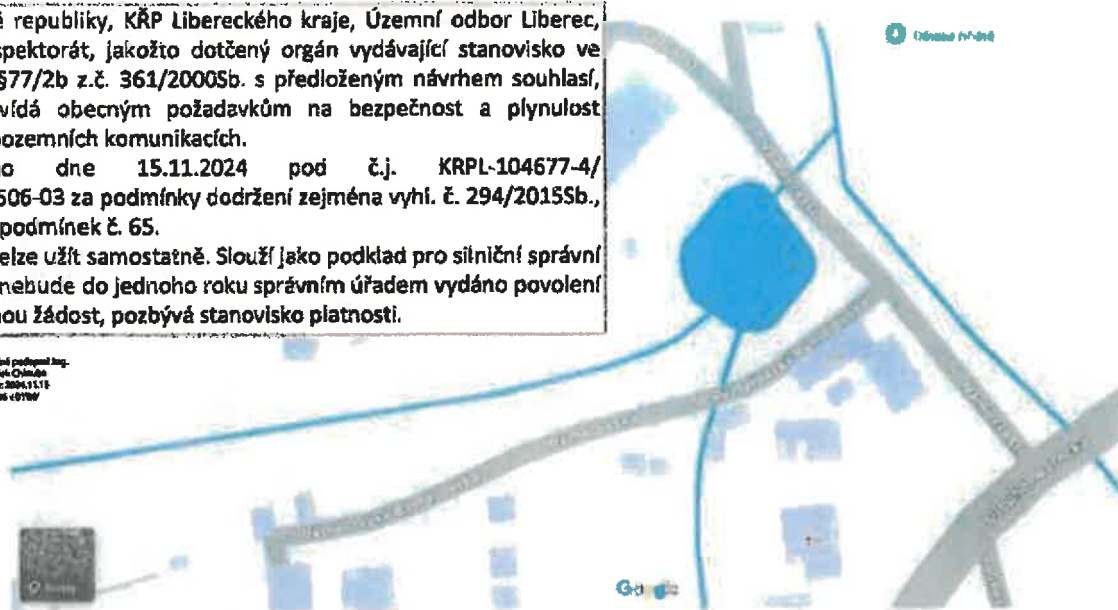 é republiky, KŘP Libereckého kraje, Územní odbor Liberec,
spektorát, jakožto dotčený orgán vydávající stanovisko ve
§77/2b z.č. 361/2000Sb. s předloženým návrhem souhlasí,
vídá obecným požadavkům na bezpečnost a plynulost
pozemních komunikacích.
o dne 15.11.2024 pod č.j. KRPL-104677-4/
506-03 za podmínky dodržení zejména vyhl. č. 294/2015Sb.,
podmínek č. 65.
elze užít samostatně. Slouží jako podklad pro silniční správní
nebude do jednoho roku správním úřadem vydáno povolení
ou žádost, pozbývá stanovisko platnosti.
Google